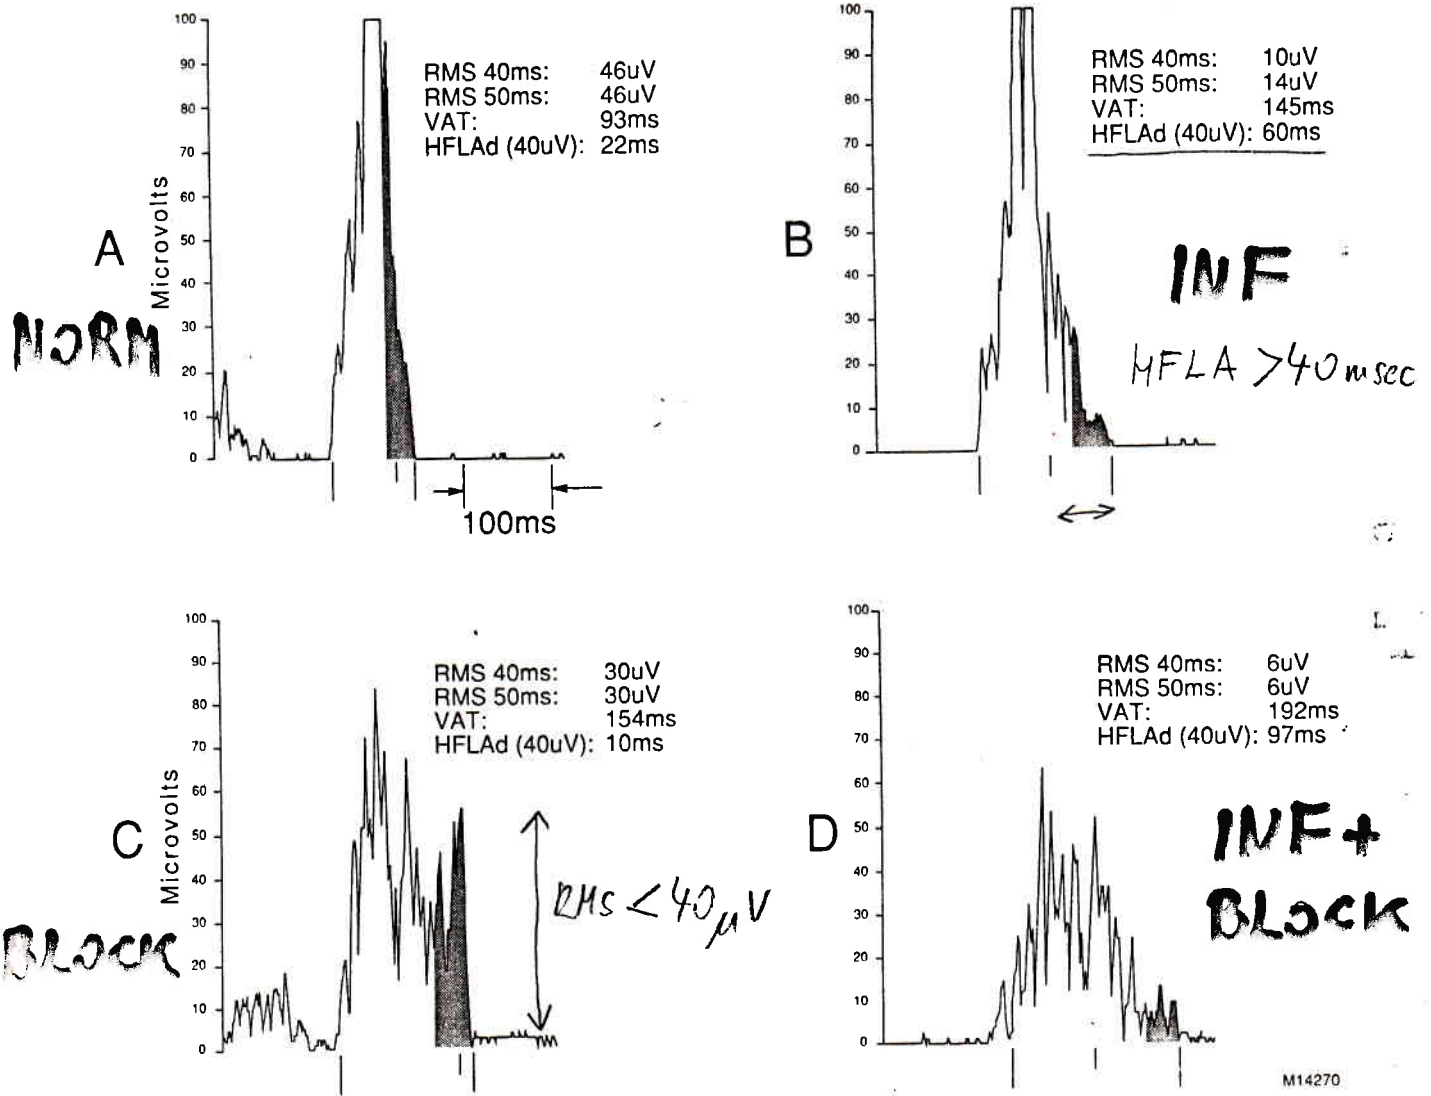 100
90
80
70
60
50
40
30
20
10
0
Microvolts
A
NORM
RMS 40ms: 46uV
RMS 50ms: 46uV
VAT: 93ms
HFLAd (40uV): 22ms
100ms
100
90
80
70
60
50
40
30
20
10
0
B
RMS 40ms: 10uV
RMS 50ms: 14uV
VAT: 145ms
HFLAd (40uV): 60ms
INF
HFLA >40msec
100
90
80
70
60
50
40
30
20
10
0
Microvolts
C
BLOCK
RMS 40ms: 30uV
RMS 50ms: 30uV
VAT: 154ms
HFLAd (40uV): 10ms
RMS <40µV
100
90
80
70
60
50
40
30
20
10
0
D
RMS 40ms: 6uV
RMS 50ms: 6uV
VAT: 192ms
HFLAd (40uV): 97ms
INF+
BLOCK
M14270